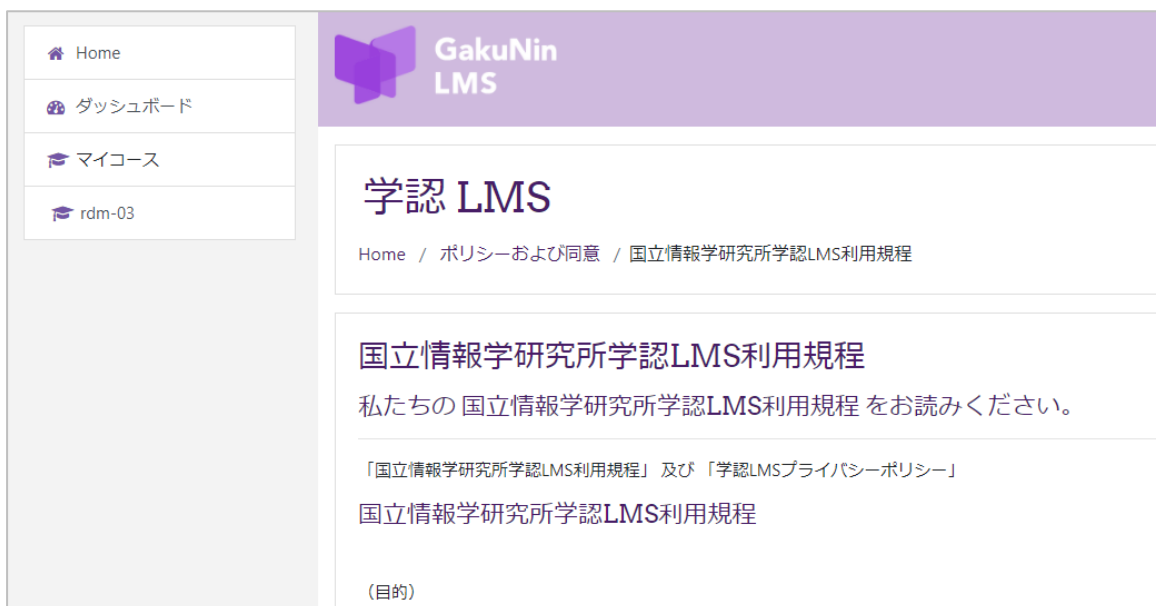 Home
ダッシュボード
マイコース
rdm-03
GakuNin
LMS
学認 LMS
Home / ポリシーおよび同意 / 国立情報学研究所学認LMS利用規程
国立情報学研究所学認LMS利用規程
私たちの 国立情報学研究所学認LMS利用規程 をお読みください。
「国立情報学研究所学認LMS利用規程」 及び 「学認LMSプライバシーポリシー」
国立情報学研究所学認LMS利用規程
（目的）